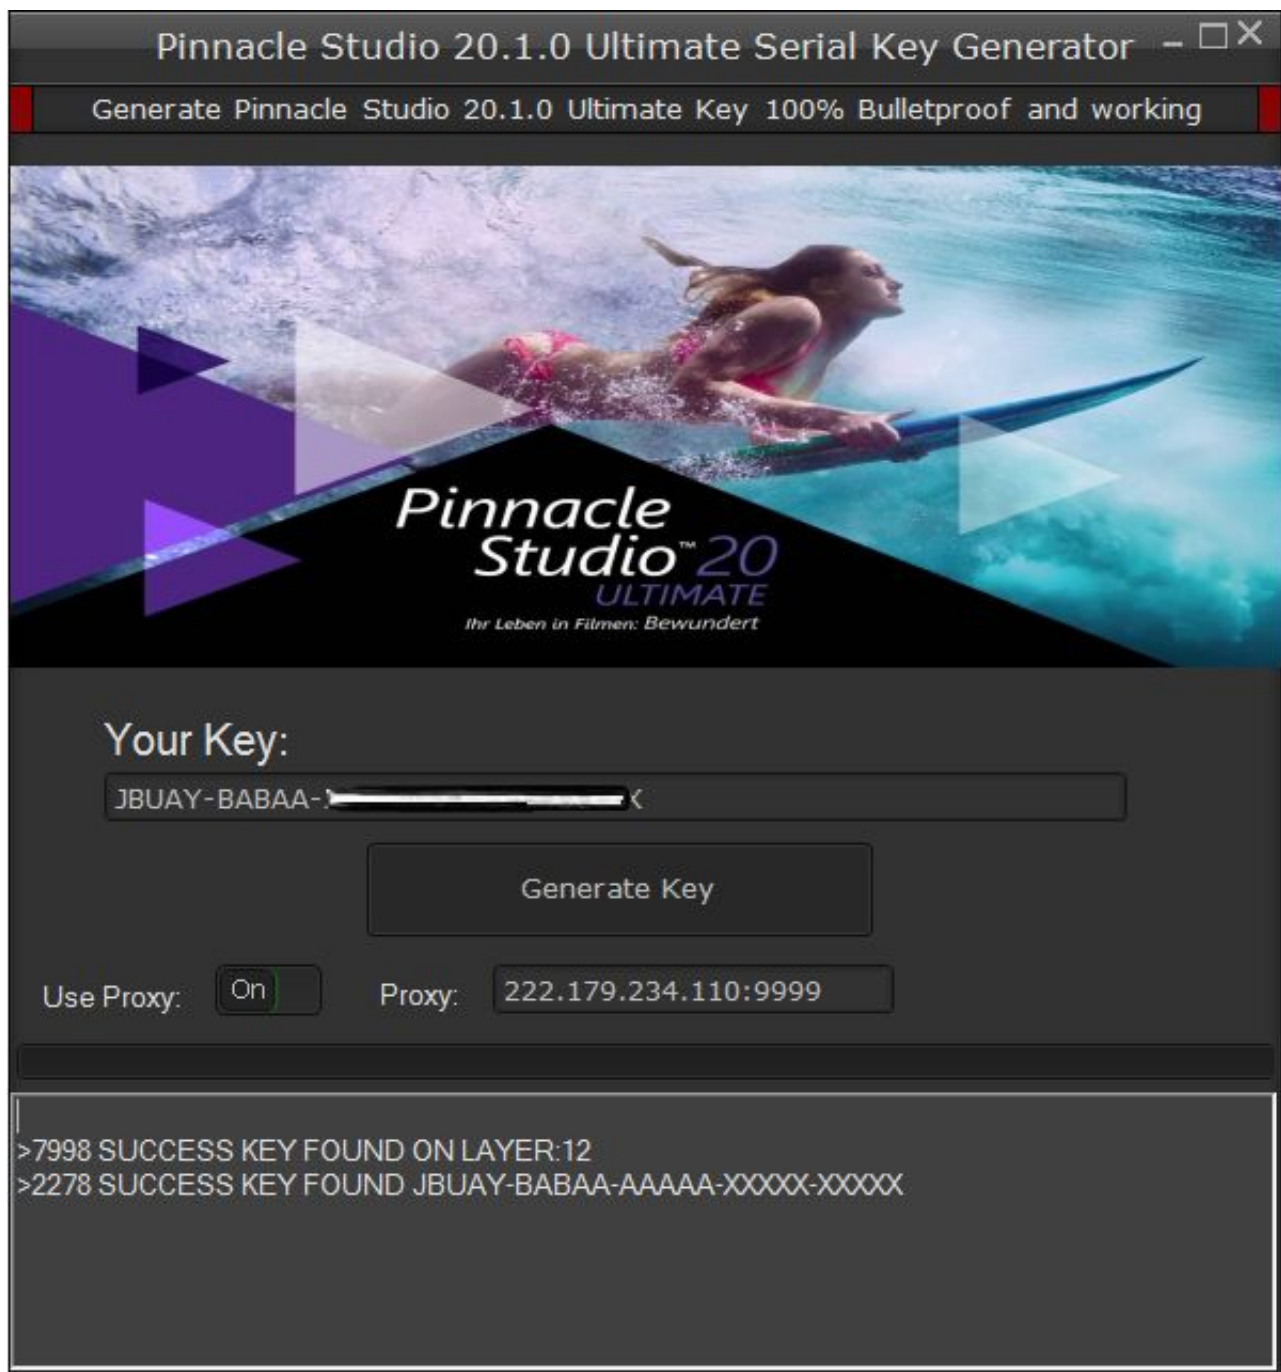 Pinnacle Studio 20.1.0 Ultimate Serial Key Generator
Generate Pinnacle Studio 20.1.0 Ultimate Key 100% Bulletproof and working
Pinnacle
Studio™ 20
ULTIMATE
Ihr Leben in Filmen: Bewundert
Your Key:
JBUAY-BABAA-
Generate Key
Use Proxy: On Proxy: 222.179.234.110:9999
>7998 SUCCESS KEY FOUND ON LAYER:12
>2278 SUCCESS KEY FOUND JBUAY-BABAA-AAAAA-XXXXX-XXXXX